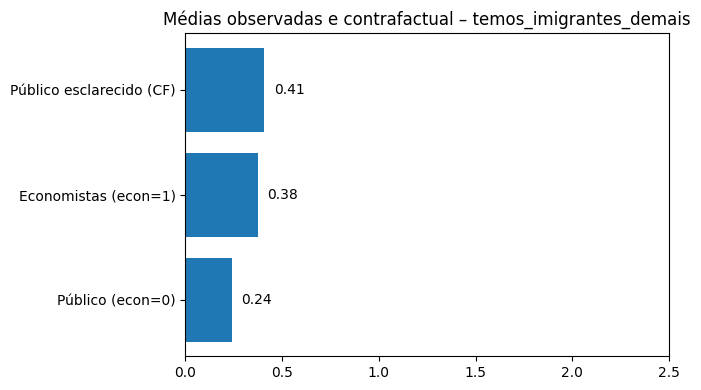 Médias observadas e contrafactual – temos_imigrantes_demais
Público esclarecido (CF)
0.41
Economistas (econ=1)
0.38
Público (econ=0)
0.24
0.0 0.5 1.0 1.5 2.0 2.5